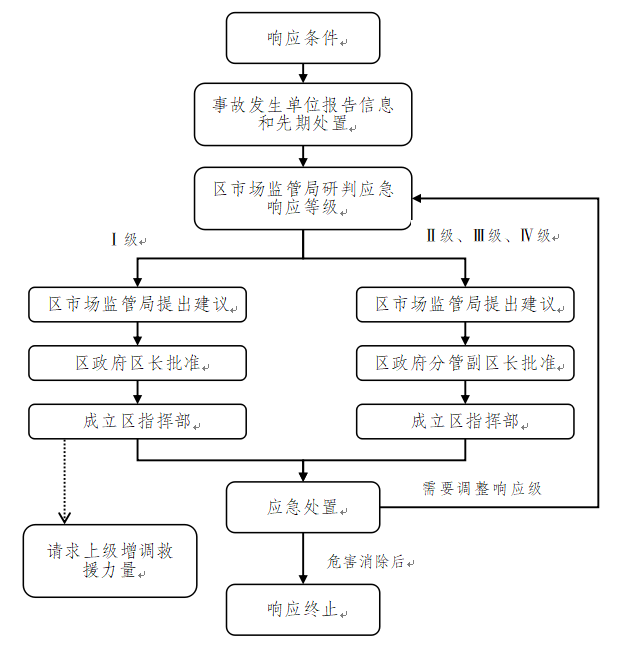 响应条件
事故发生单位报告信息
和先期处置
区市场监管局研判应急
响应等级
Ⅰ级
Ⅱ级、Ⅲ级、Ⅳ级
区市场监管局提出建议
区市场监管局提出建议
区政府区长批准
区政府分管副区长批准
成立区指挥部
成立区指挥部
需要调整响应级
应急处置
请求上级增调救
援力量
危害消除后
响应终止